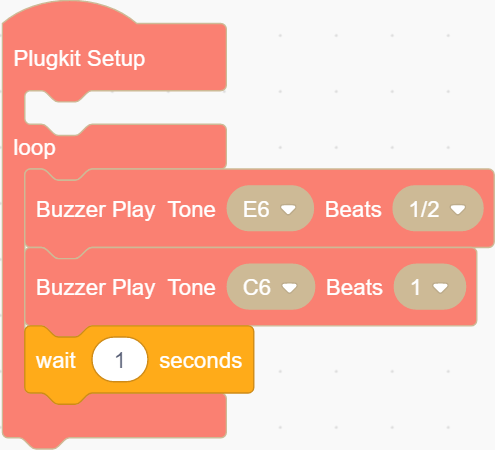 Plugkit Setup
loop
Buzzer Play Tone E6 Beats 1/2
Buzzer Play Tone C6 Beats 1
wait 1 seconds